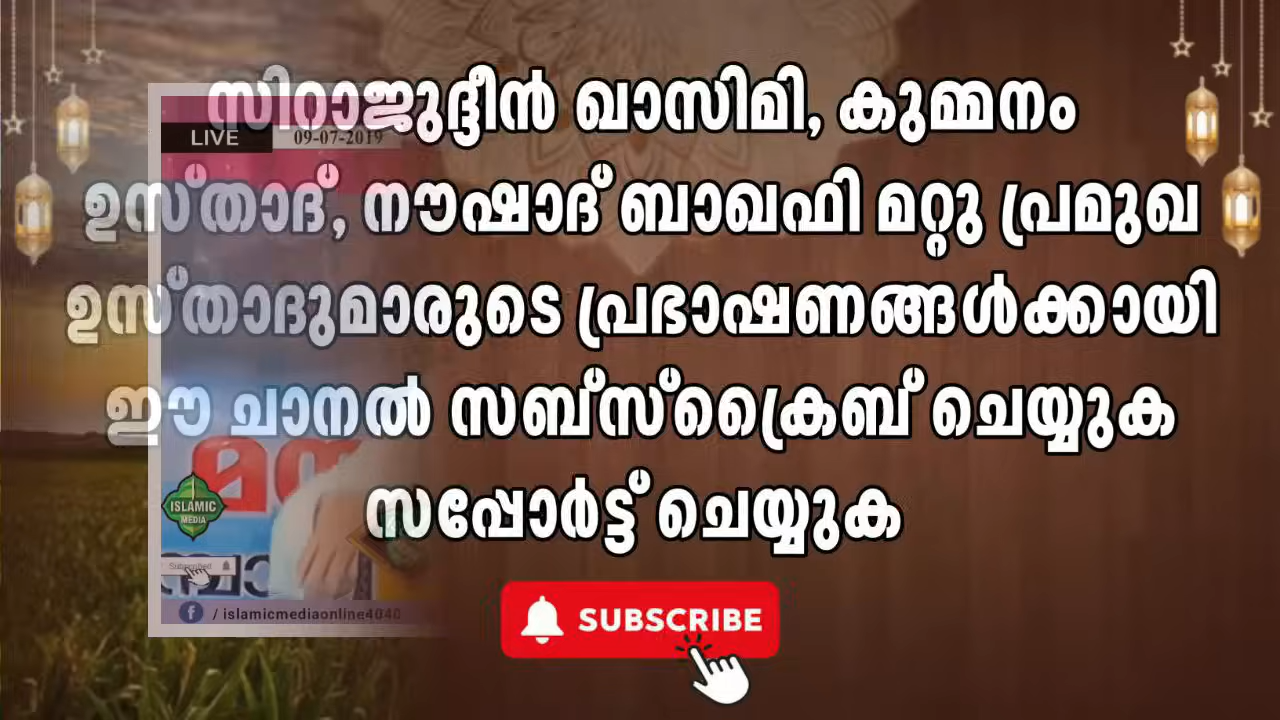 സിറാജുദ്ദീൻ ഖാസിമി, കുമ്മനം
LIVE
09-07-2019
ഉസ്താദ്, നൗഷാദ് ബാഖഫി മറ്റു പ്രമുഖ
ഉസ്താദുമാരുടെ പ്രഭാഷണങ്ങൾക്കായി
ഈ ചാനൽ സബ്സ്ക്രൈബ് ചെയ്യുക
സപ്പോർട്ട് ചെയ്യുക
ISLAMIC
MEDIA
Subscribed
/ islamicmediaonline4040
SUBSCRIBE